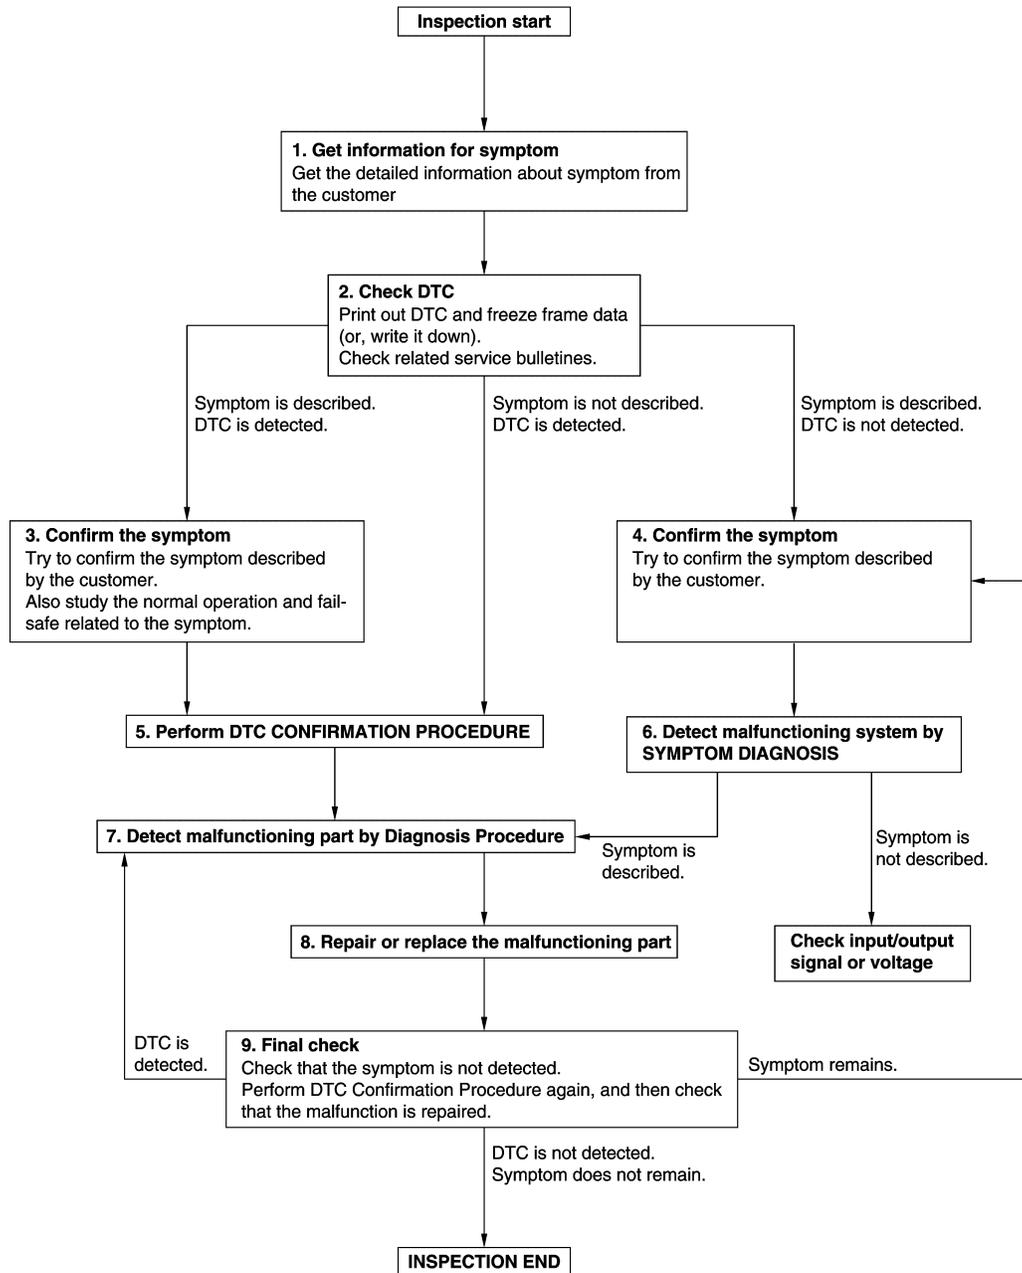 Inspection start
1. Get information for symptom
Get the detailed information about symptom from
the customer
2. Check DTC
Print out DTC and freeze frame data
(or, write it down).
Check related service bulletines.
Symptom is described.
DTC is detected.
Symptom is not described.
DTC is detected.
Symptom is described.
DTC is not detected.
3. Confirm the symptom
Try to confirm the symptom described
by the customer.
Also study the normal operation and fail-
safe related to the symptom.
4. Confirm the symptom
Try to confirm the symptom described
by the customer.
5. Perform DTC CONFIRMATION PROCEDURE
6. Detect malfunctioning system by
SYMPTOM DIAGNOSIS
7. Detect malfunctioning part by Diagnosis Procedure
Symptom is
described.
Symptom is
not described.
8. Repair or replace the malfunctioning part
Check input/output
signal or voltage
DTC is
detected.
9. Final check
Check that the symptom is not detected.
Perform DTC Confirmation Procedure again, and then check
that the malfunction is repaired.
Symptom remains.
DTC is not detected.
Symptom does not remain.
INSPECTION END